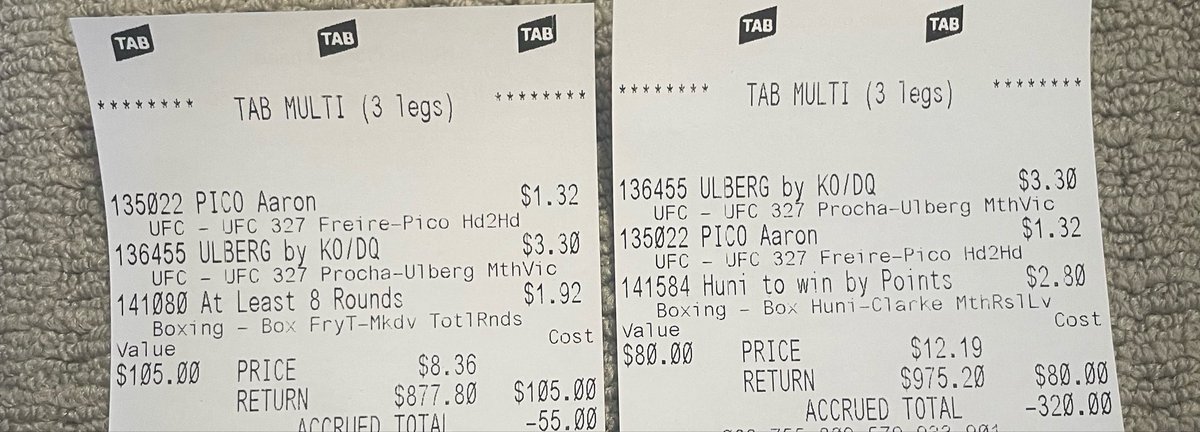 TAB TAB TAB
******** TAB MULTI (3 legs) ********
135022 PICO Aaron $1.32
UFC - UFC 327 Freire-Pico Hd2Hd
136455 ULBERG by KO/DQ $3.30
UFC - UFC 327 Procha-Ulberg MthVic
141080 At Least 8 Rounds $1.92
Boxing - Box FryT-Mkdv TotlRnds
Value Cost
$105.00 PRICE $8.36
RETURN $877.80 $105.00
ACCRUED TOTAL -55.00
TAB TAB
******** TAB MULTI (3 legs) ********
136455 ULBERG by KO/DQ $3.30
UFC - UFC 327 Procha-Ulberg MthVic
135022 PICO Aaron $1.32
UFC - UFC 327 Freire-Pico Hd2Hd
141584 Huni to win by Points $2.80
Boxing - Box Huni-Clarke MthRslLv
Value Cost
$80.00 PRICE $12.19
RETURN $975.20 $80.00
ACCRUED TOTAL -320.00